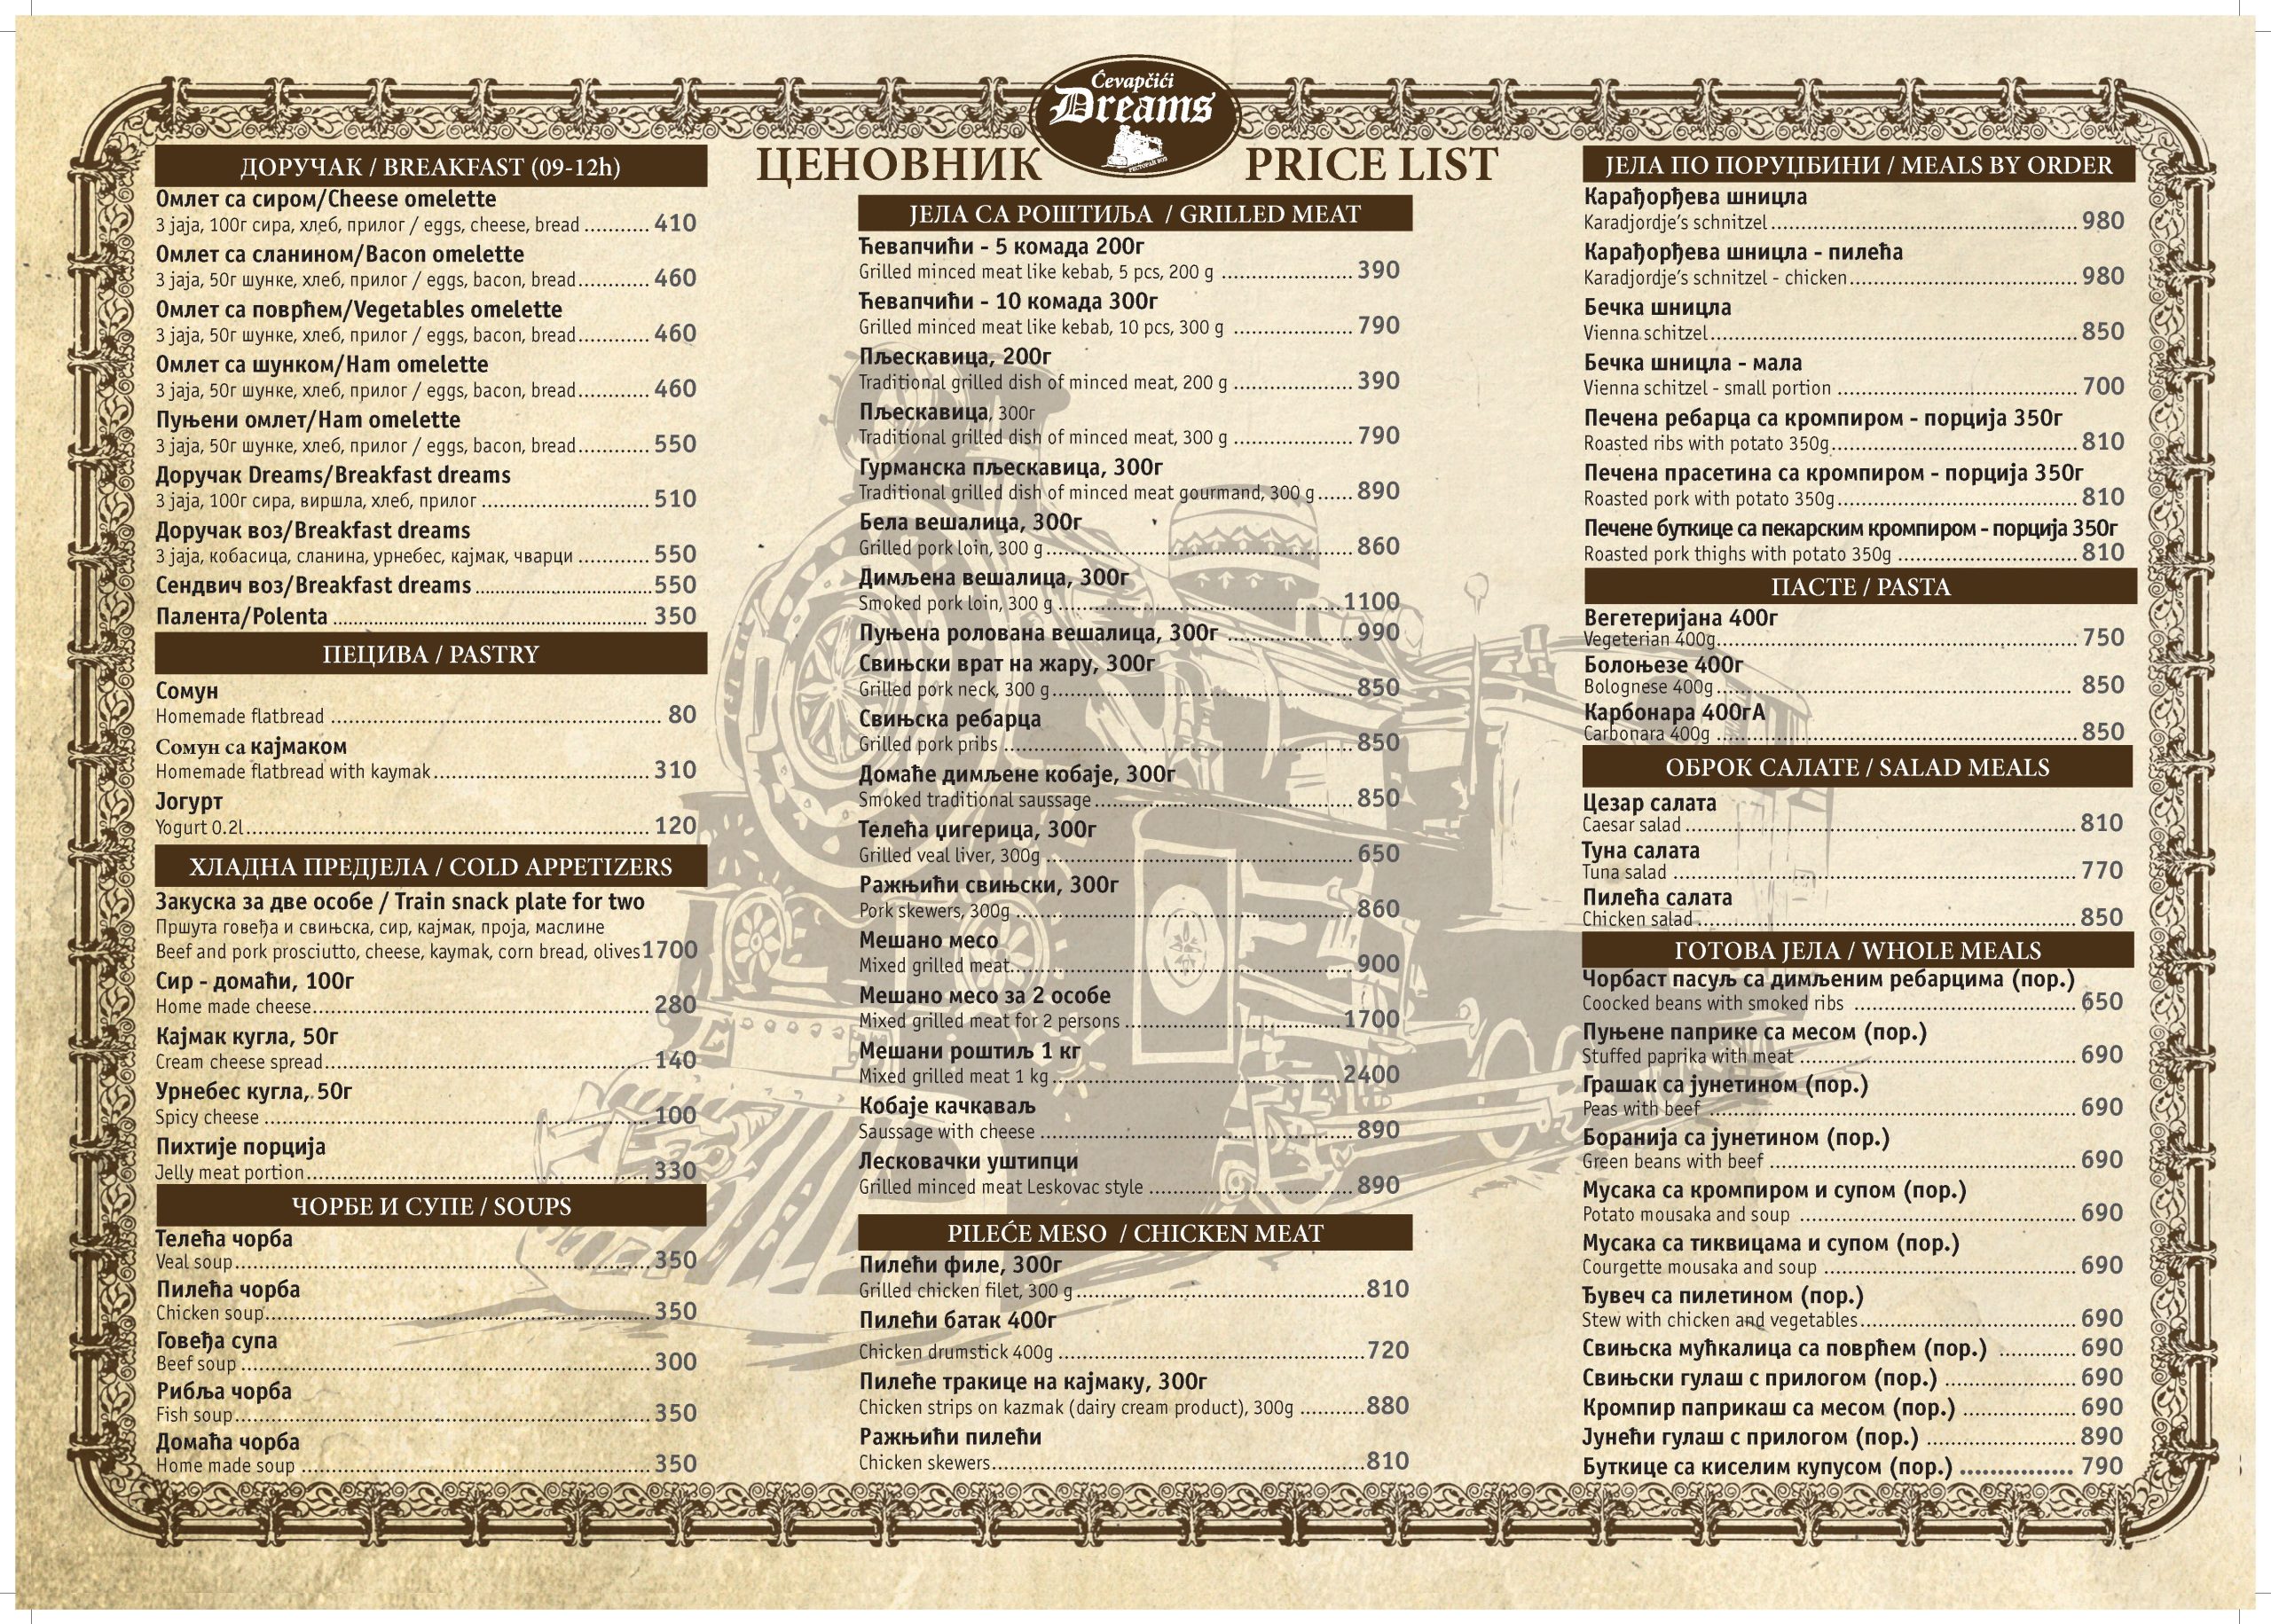 Ćevapčići
Dreams
РЕСТОРАН ВОЗ
ЦЕНОВНИК
PRICE LIST
ДОРУЧАК / BREAKFAST (09-12h)
Омлет са сиром/Cheese omelette
3 jaja, 100г сира, хлеб, прилог / eggs, cheese, bread ........... 410
Омлет са сланином/Bacon omelette
3 jaja, 50г шунке, хлеб, прилог / eggs, bacon, bread............ 460
Омлет са поврћем/Vegetables omelette
3 jaja, 50г шунке, хлеб, прилог / eggs, bacon, bread............ 460
Омлет са шунком/Ham omelette
3 jaja, 50г шунке, хлеб, прилог / eggs, bacon, bread............ 460
Пуњени омлет/Ham omelette
3 jaja, 50г шунке, хлеб, прилог / eggs, bacon, bread............ 550
Доручак Dreams/Breakfast dreams
3 jaja, 100г сира, виршла, хлеб, прилог ............................ 510
Доручак воз/Breakfast dreams
3 jaja, кобасица, сланина, урнебес, кајмак, чварци ............ 550
Сендвич воз/Breakfast dreams ............................ 550
Палента/Polenta ............................ 350
ПЕЦИВА / PASTRY
Сомун
Homemade flatbread ............................ 80
Сомун са кајмаком
Homemade flatbread with kaymak ............................ 310
Јогурт
Yogurt 0.2l ............................ 120
ХЛАДНА ПРЕДЈЕЛА / COLD APPETIZERS
Закуска за две особе / Train snack plate for two
Пршута говеђа и свињска, сир, кајмак, проја, маслине
Beef and pork prosciutto, cheese, kaymak, corn bread, olives 1700
Сир - домаћи, 100г
Home made cheese ............................ 280
Кајмак кугла, 50г
Cream cheese spread ............................ 140
Урнебес кугла, 50г
Spicy cheese ............................ 100
Пихтије порција
Jelly meat portion ............................ 330
ЧОРБЕ И СУПЕ / SOUPS
Телећа чорба
Veal soup ............................ 350
Пилећа чорба
Chicken soup ............................ 350
Говеђа супа
Beef soup ............................ 300
Рибља чорба
Fish soup ............................ 350
Домаћа чорба
Home made soup ............................ 350
ЈЕЛА СА РОШТИЉА / GRILLED MEAT
Ћевапчићи - 5 комада 200г
Grilled minced meat like kebab, 5 pcs, 200 g ..................... 390
Ћевапчићи - 10 комада 300г
Grilled minced meat like kebab, 10 pcs, 300 g ................... 790
Пљескавица, 200г
Traditional grilled dish of minced meat, 200 g ................... 390
Пљескавица, 300г
Traditional grilled dish of minced meat, 300 g ................... 790
Гурманска пљескавица, 300г
Traditional grilled dish of minced meat gourmand, 300 g ...... 890
Бела вешалица, 300г
Grilled pork loin, 300 g ............................ 860
Димљена вешалица, 300г
Smoked pork loin, 300 g ............................ 1100
Пуњена ролована вешалица, 300г .................... 990
Свињски врат на жару, 300г
Grilled pork neck, 300 g ............................ 850
Свињска ребарца
Grilled pork pribs ............................ 850
Домаће димљене кобаје, 300г
Smoked traditional saussage ............................ 850
Телећа џигерица, 300г
Grilled veal liver, 300g ............................ 650
Ражњићи свињски, 300г
Pork skewers, 300g ............................ 860
Мешано месо
Mixed grilled meat ............................ 900
Мешано месо за 2 особе
Mixed grilled meat for 2 persons ............................ 1700
Мешани роштиљ 1 кг
Mixed grilled meat 1 kg ............................ 2400
Кобаје качкаваљ
Saussage with cheese ............................ 890
Лесковачки уштипци
Grilled minced meat Leskovac style ............................ 890
PILEĆE MESO / CHICKEN MEAT
Пилећи филе, 300г
Grilled chicken filet, 300 g ............................ 810
Пилећи батак 400г
Chicken drumstick 400g ............................ 720
Пилеће тракице на кајмаку, 300г
Chicken strips on kazmak (dairy cream product), 300g ........... 880
Ражњићи пилећи
Chicken skewers ............................ 810
ЈЕЛА ПО ПОРУЏБИНИ / MEALS BY ORDER
Карађорђева шницла
Karadjordje's schnitzel ............................ 980
Карађорђева шницла - пилећа
Karadjordje's schnitzel - chicken ............................ 980
Бечка шницла
Vienna schitzel ............................ 850
Бечка шницла - мала
Vienna schitzel - small portion ............................ 700
Печена ребарца са кромпиром - порција 350г
Roasted ribs with potato 350g ............................ 810
Печена прасетина са кромпиром - порција 350г
Roasted pork with potato 350g ............................ 810
Печене буткице са пекарским кромпиром - порција 350г
Roasted pork thighs with potato 350g ............................ 810
ПАСТЕ / PASTA
Вегетеријана 400г
Vegeterian 400g ............................ 750
Болоњезе 400г
Bolognese 400g ............................ 850
Карбонара 400гА
Carbonara 400g ............................ 850
ОБРОК САЛАТЕ / SALAD MEALS
Цезар салата
Caesar salad ............................ 810
Туна салата
Tuna salad ............................ 770
Пилећа салата
Chicken salad ............................ 850
ГОТОВА ЈЕЛА / WHOLE MEALS
Чорбаст пасуљ са димљеним ребарцима (пор.)
Coocked beans with smoked ribs ............................ 650
Пуњене паприке са месом (пор.)
Stuffed paprika with meat ............................ 690
Грашак са јунетином (пор.)
Peas with beef ............................ 690
Боранија са јунетином (пор.)
Green beans with beef ............................ 690
Мусака са кромпиром и супом (пор.)
Potato mousaka and soup ............................ 690
Мусака са тиквицама и супом (пор.)
Courgette mousaka and soup ............................ 690
Ђувеч са пилетином (пор.)
Stew with chicken and vegetables ............................ 690
Свињска мућкалица са поврћем (пор.) ............ 690
Свињски гулаш с прилогом (пор.) .................... 690
Кромпир паприкаш са месом (пор.) .................. 690
Јунећи гулаш с прилогом (пор.) ....................... 890
Буткице са киселим купусом (пор.) ................ 790